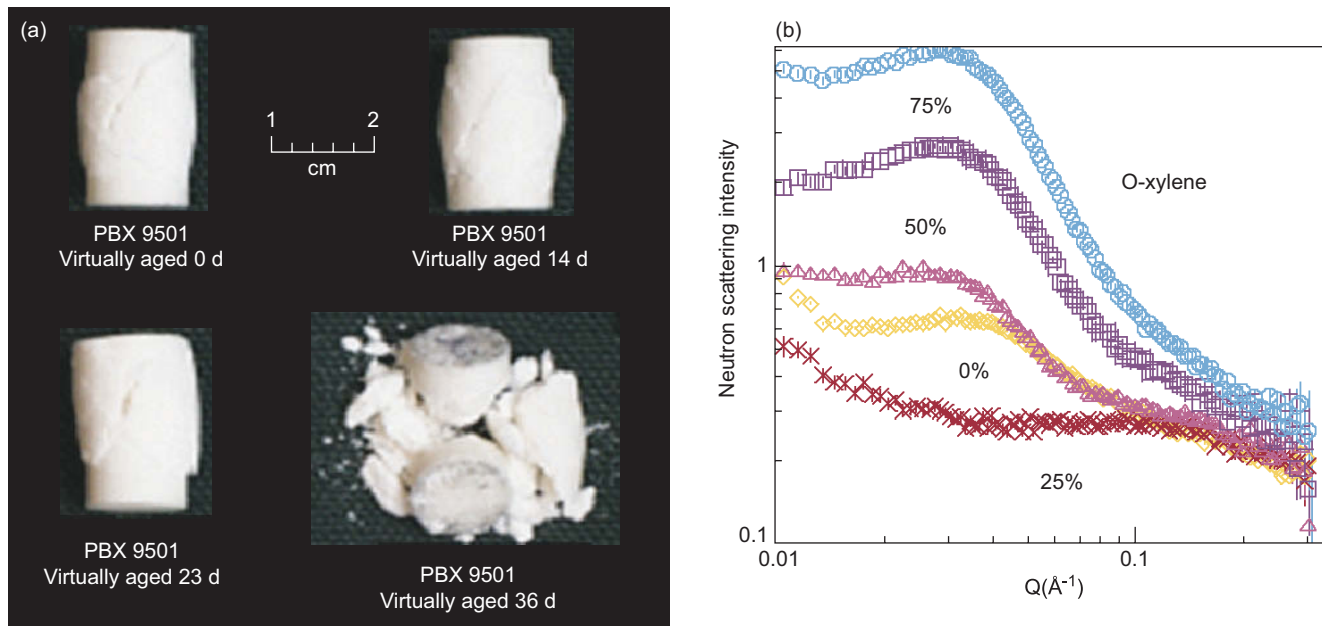 (a)
1 2
cm
PBX 9501
Virtually aged 0 d
PBX 9501
Virtually aged 14 d
PBX 9501
Virtually aged 23 d
PBX 9501
Virtually aged 36 d
(b)
Neutron scattering intensity
1
0.1
75%
O-xylene
50%
0%
25%
0.01 0.1
Q(Å⁻¹)